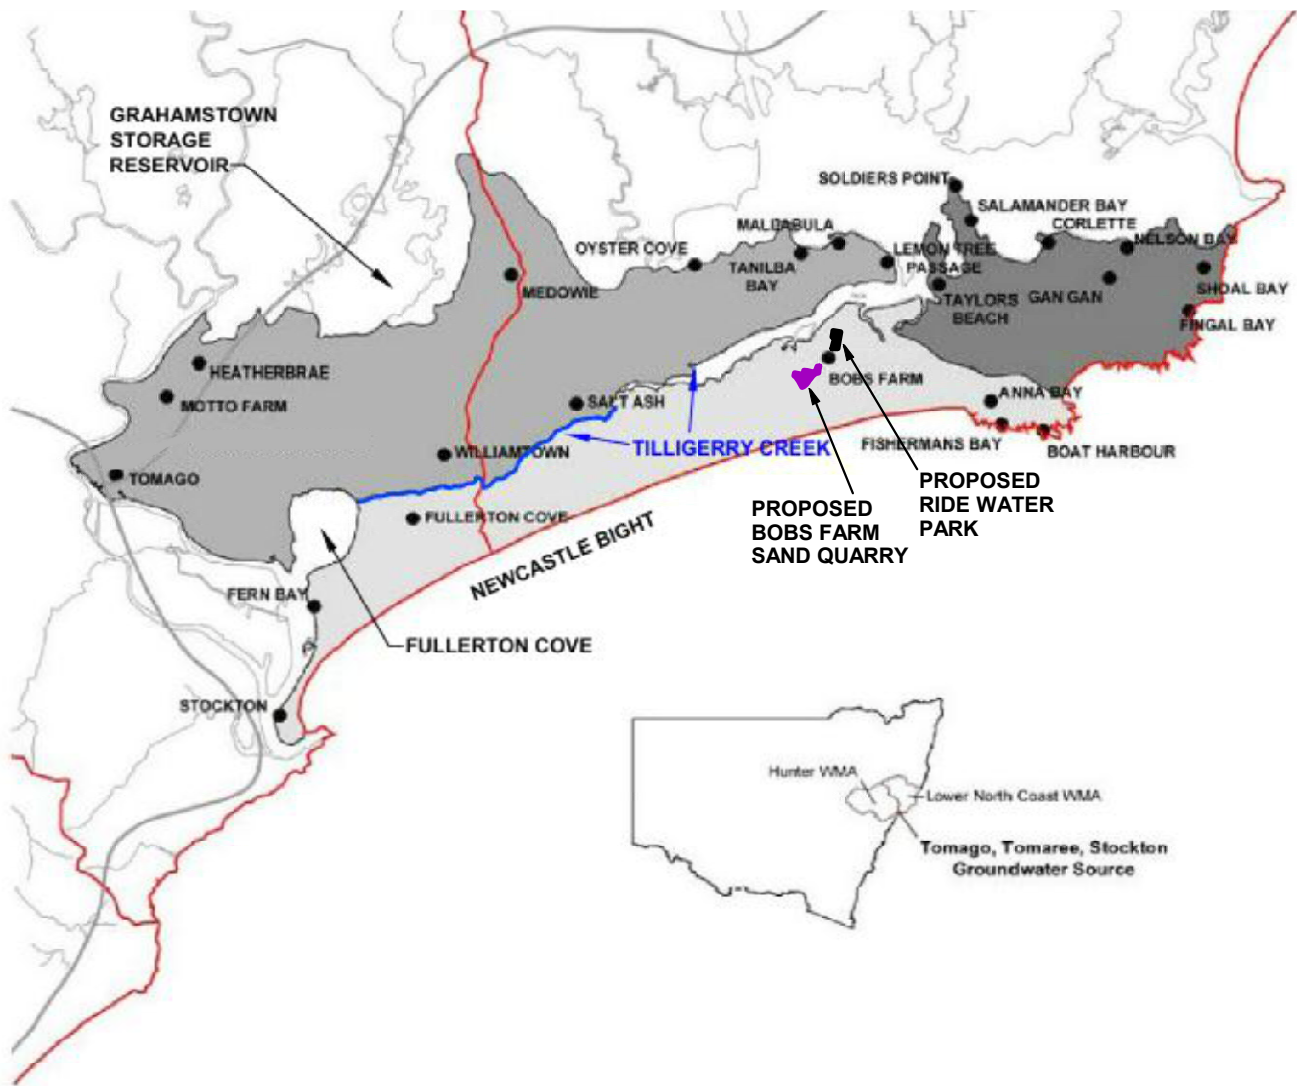 GRAHAMSTOWN
STORAGE
RESERVOIR
SOLDIERS POINT
SALAMANDER BAY
CORLETTE
MALLABULA
NELSON BAY
OYSTER COVE
LEMON TREE
PASSAGE
TANILBA
BAY
MEDOWIE
GAN GAN
SHOAL BAY
TAYLORS
BEACH
FINGAL BAY
HEATHERBRAE
BOBS FARM
MOTTO FARM
ANNA BAY
SALT ASH
FISHERMANS BAY
BOAT HARBOUR
TILLIGERRY CREEK
WILLIAMTOWN
TOMAGO
PROPOSED
RIDE WATER
PARK
PROPOSED
BOBS FARM
SAND QUARRY
FULLERTON COVE
NEWCASTLE BIGHT
FERN BAY
FULLERTON COVE
STOCKTON
Hunter WMA
Lower North Coast WMA
Tomago, Tomaree, Stockton
Groundwater Source